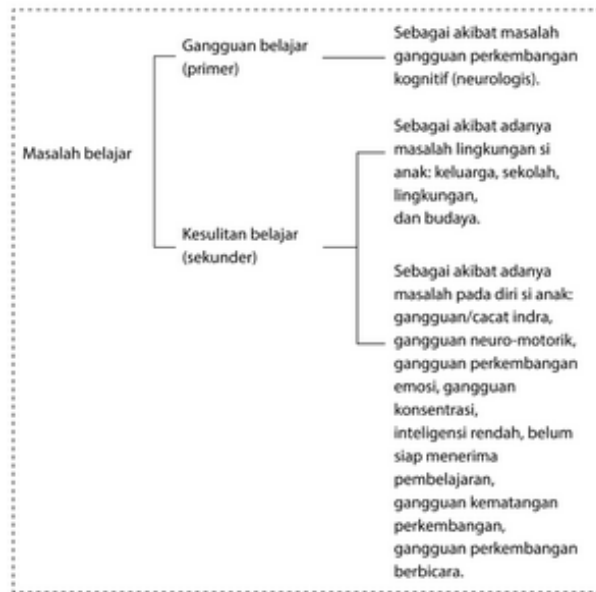 Masalah belajar
Gangguan belajar
(primer)
Sebagai akibat masalah
gangguan perkembangan
kognitif (neurologis).
Kesulitan belajar
(sekunder)
Sebagai akibat adanya
masalah lingkungan si
anak: keluarga, sekolah,
lingkungan,
dan budaya.
Sebagai akibat adanya
masalah pada diri si anak:
gangguan/cacat indra,
gangguan neuro-motorik,
gangguan perkembangan
emosi, gangguan
konsentrasi,
inteligensi rendah, belum
siap menerima
pembelajaran,
gangguan kematangan
perkembangan,
gangguan perkembangan
berbicara.